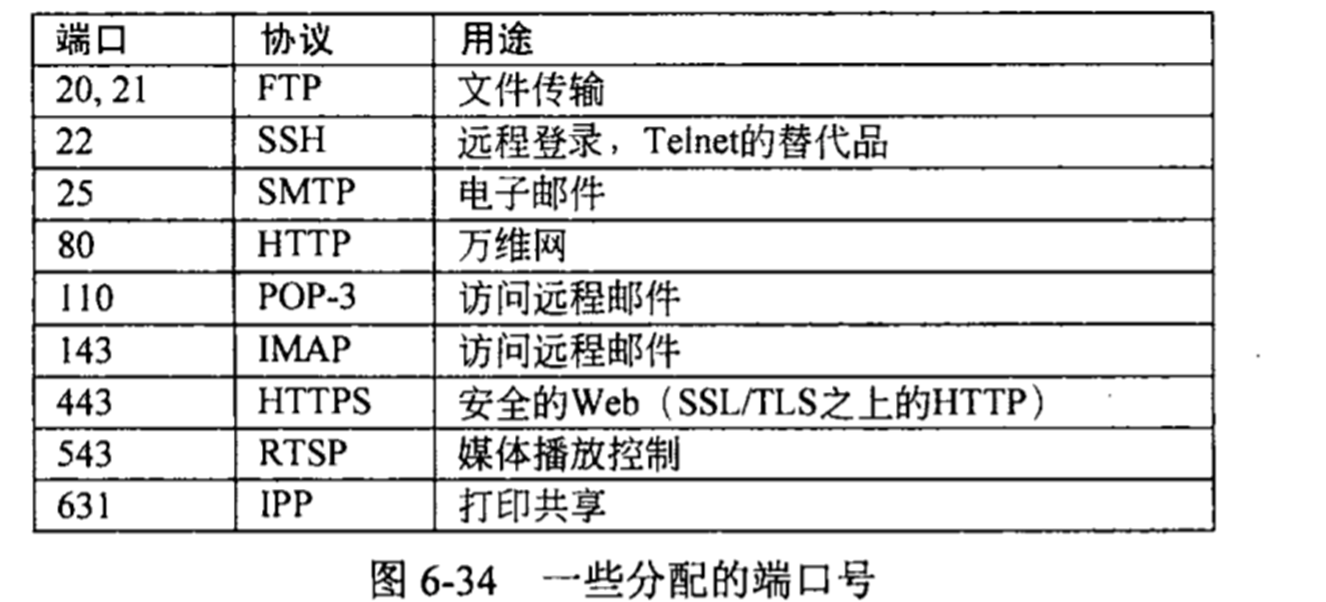 端口 协议 用途
20, 21 FTP 文件传输
22 SSH 远程登录，Telnet的替代品
25 SMTP 电子邮件
80 HTTP 万维网
110 POP-3 访问远程邮件
143 IMAP 访问远程邮件
443 HTTPS 安全的Web（SSL/TLS之上的HTTP）
543 RTSP 媒体播放控制
631 IPP 打印共享
图 6-34 一些分配的端口号